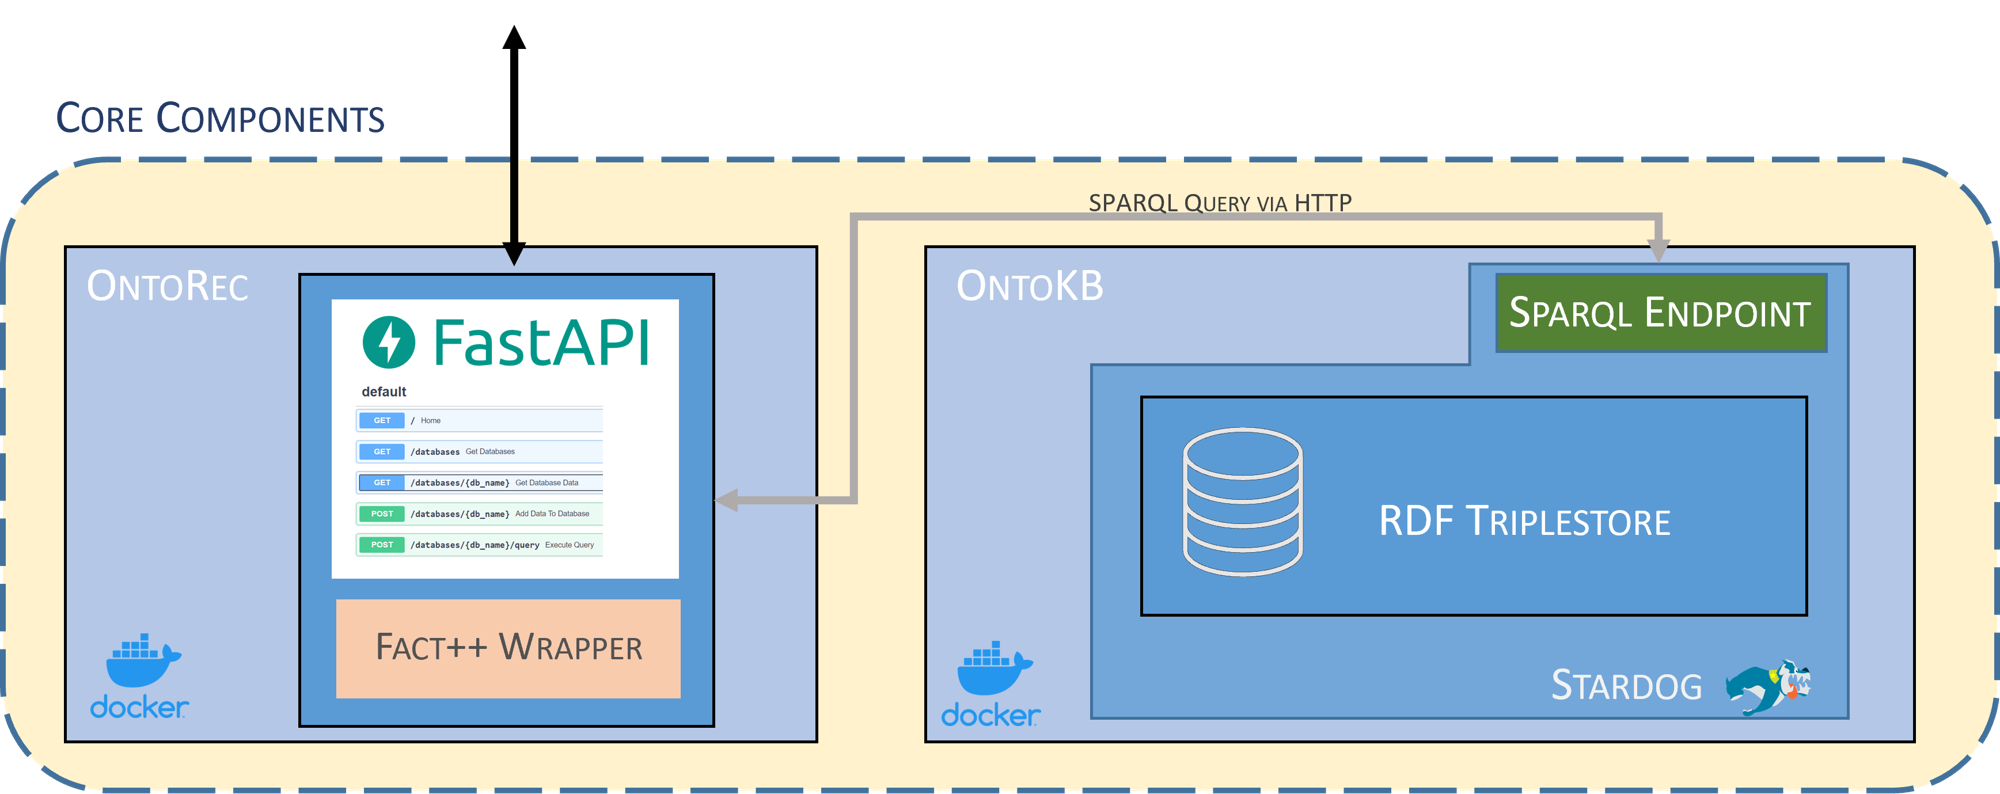 CORE COMPONENTS
SPARQL QUERY VIA HTTP
ONTOREC
FastAPI
default
GET / Home
GET /databases Get Databases
GET /databases/{db_name} Get Database Data
POST /databases/{db_name} Add Data To Database
POST /databases/{db_name}/query Execute Query
FACT++ WRAPPER
docker
ONTOKB
SPARQL ENDPOINT
RDF TRIPLESTORE
STARDOG
docker